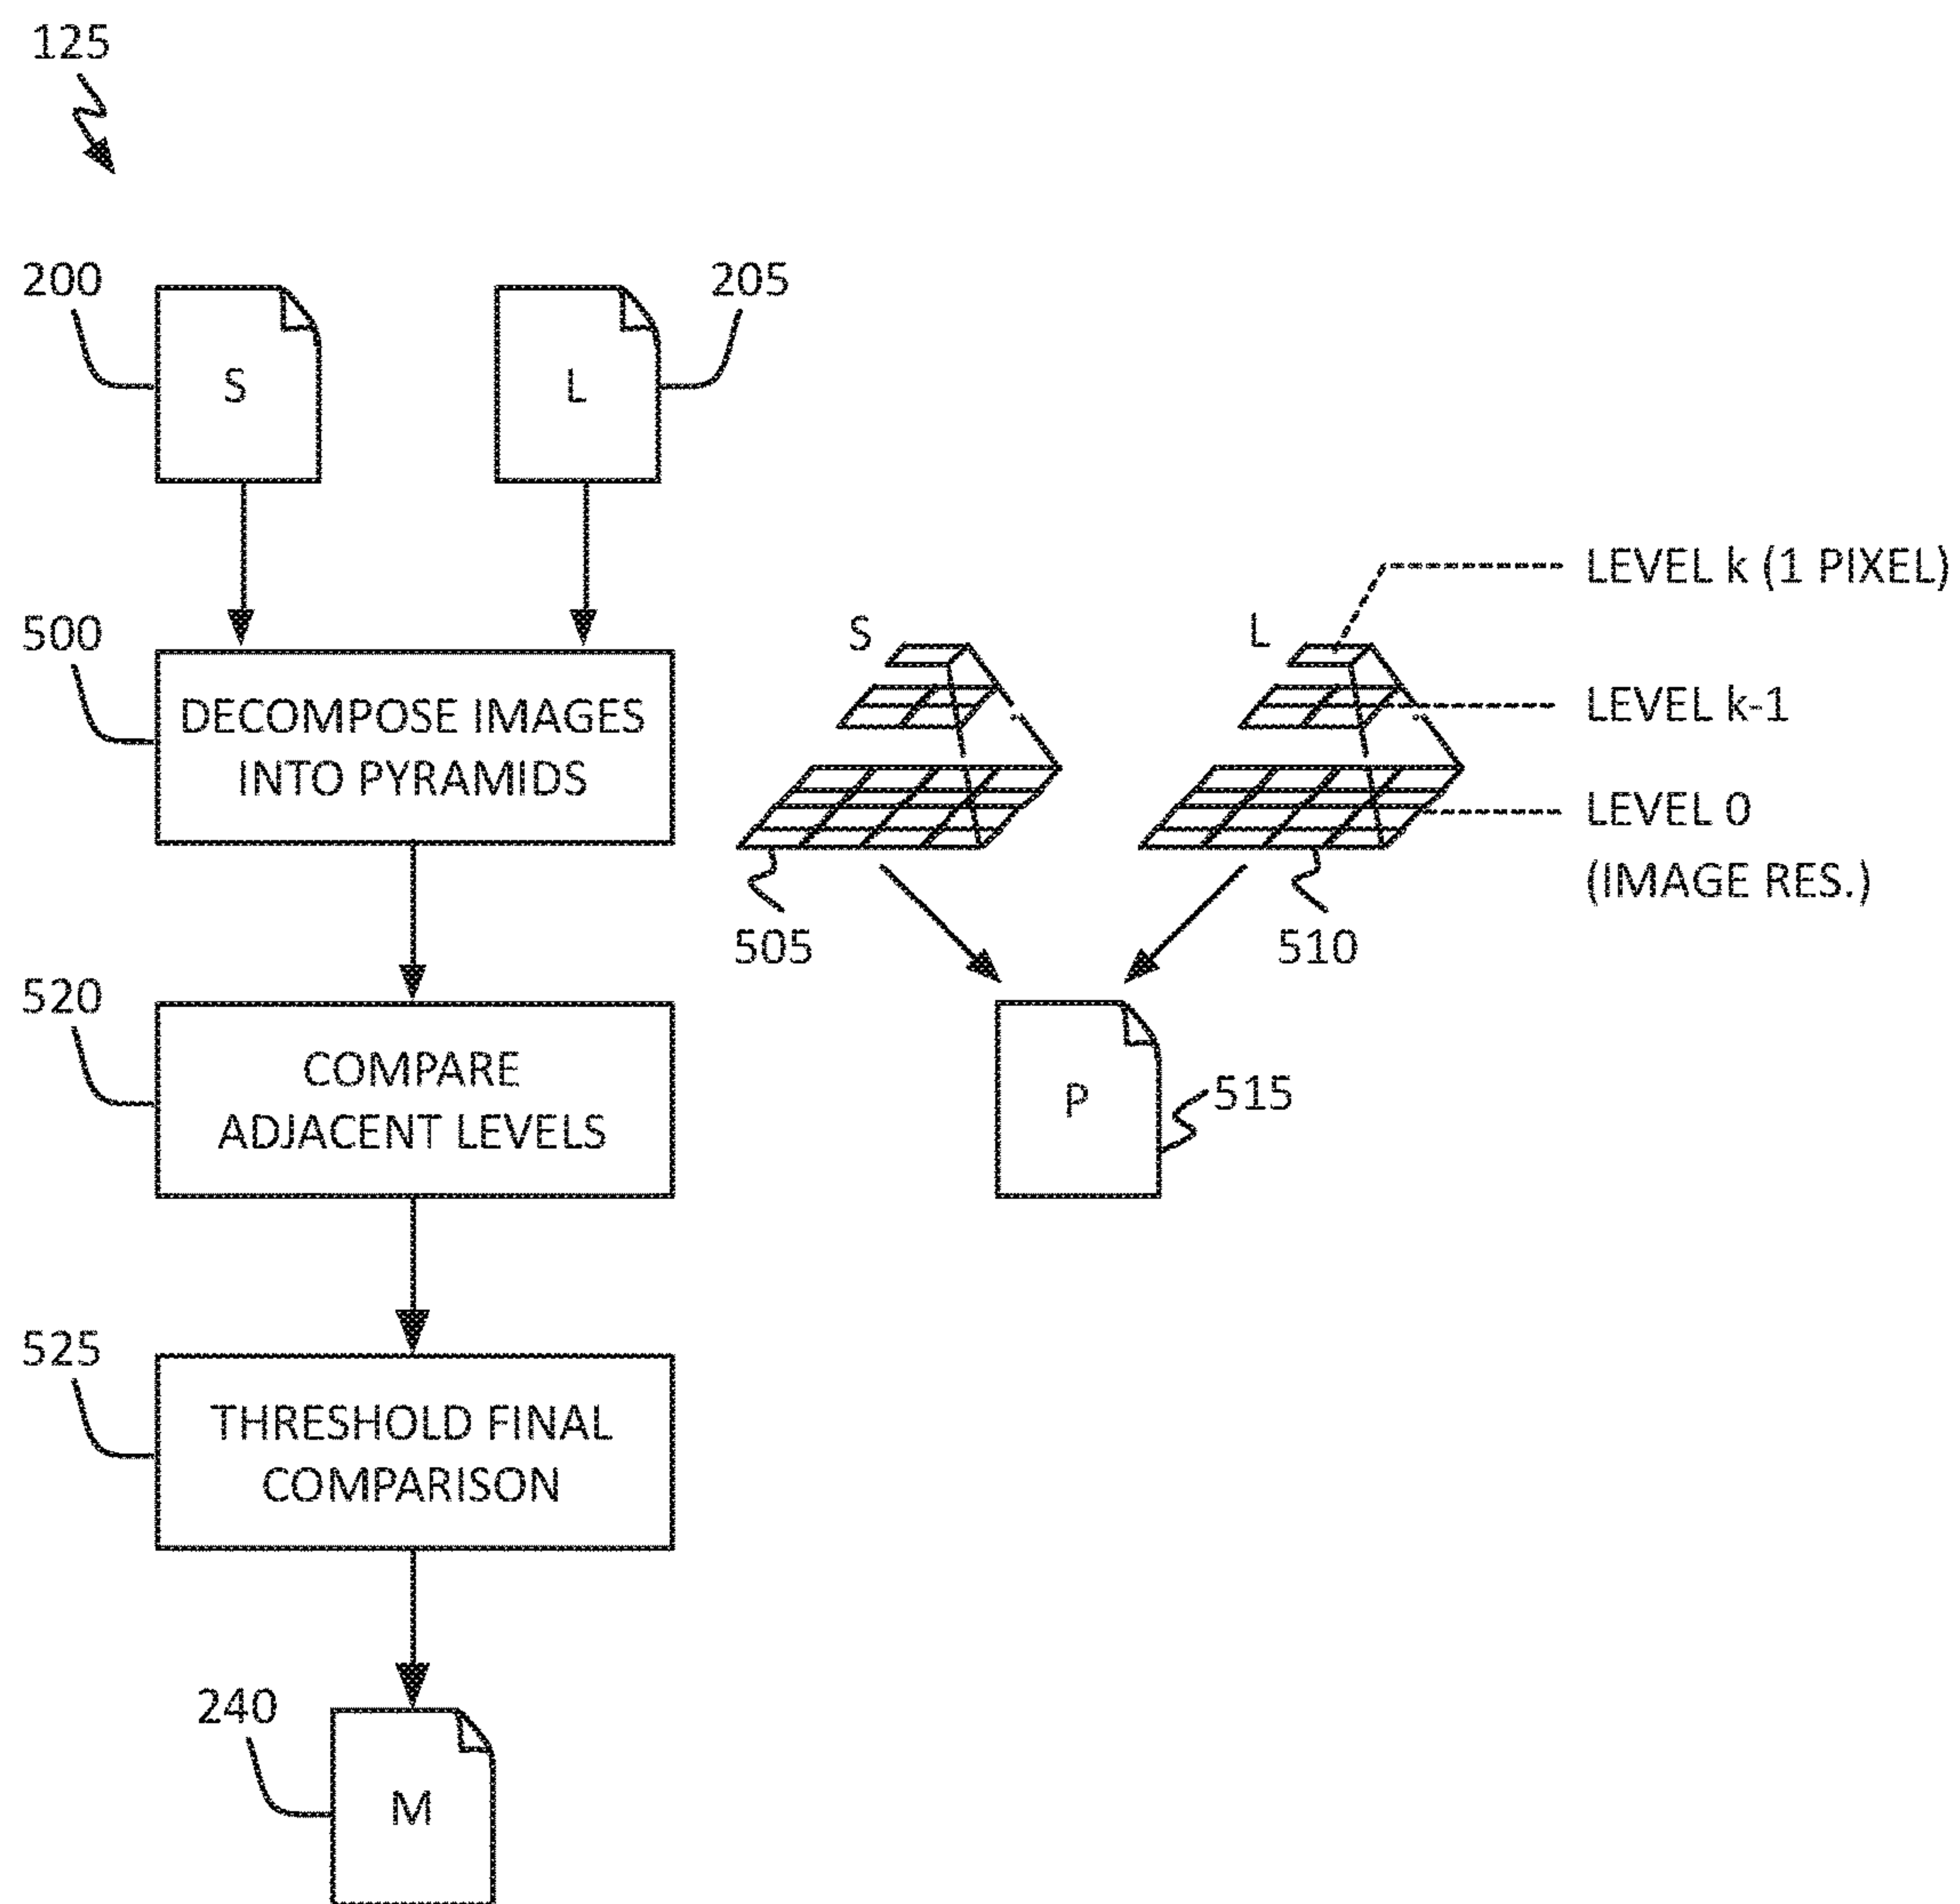 125
200
S
L
205
500
DECOMPOSE IMAGES
INTO PYRAMIDS
S
L
LEVEL k (1 PIXEL)
LEVEL k-1
LEVEL 0
(IMAGE RES.)
505
510
520
COMPARE
ADJACENT LEVELS
P
515
525
THRESHOLD FINAL
COMPARISON
240
M